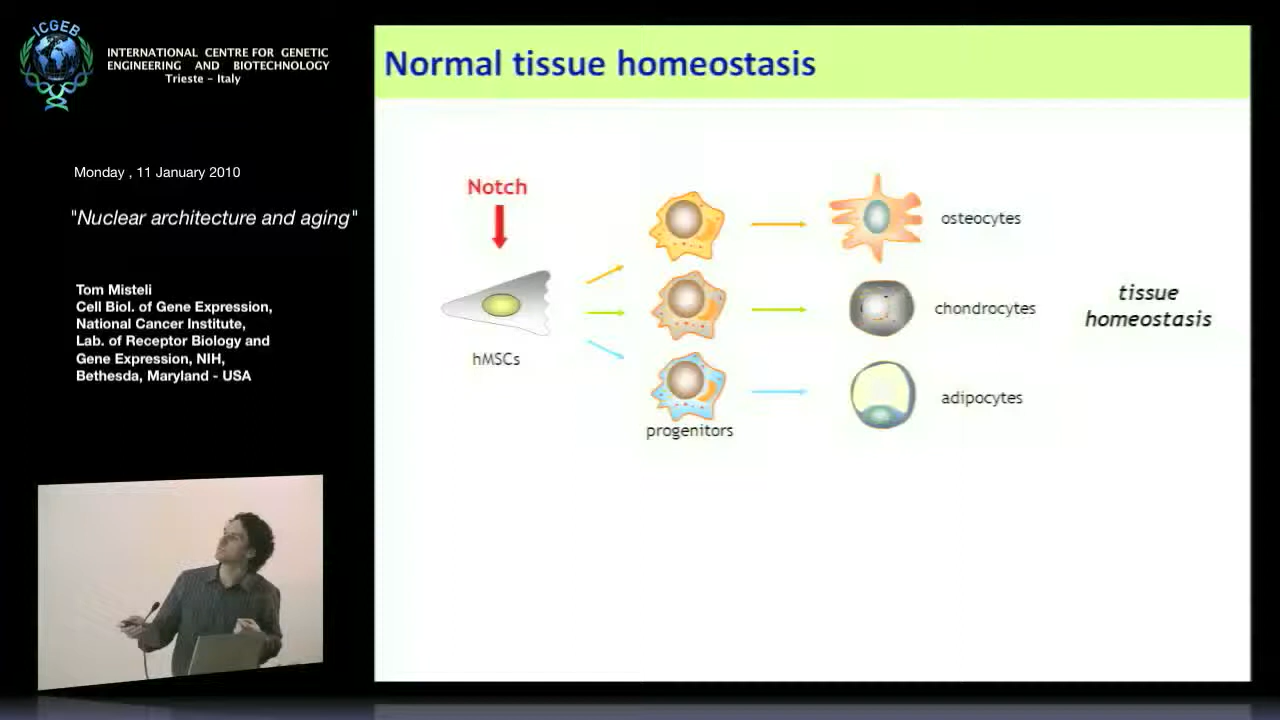 ICGEB
INTERNATIONAL CENTRE FOR GENETIC
ENGINEERING AND BIOTECHNOLOGY
Trieste - Italy
Monday , 11 January 2010
"Nuclear architecture and aging"
Tom Misteli
Cell Biol. of Gene Expression,
National Cancer Institute,
Lab. of Receptor Biology and
Gene Expression, NIH,
Bethesda, Maryland - USA
Normal tissue homeostasis
Notch
hMSCs
progenitors
osteocytes
chondrocytes
adipocytes
tissue
homeostasis